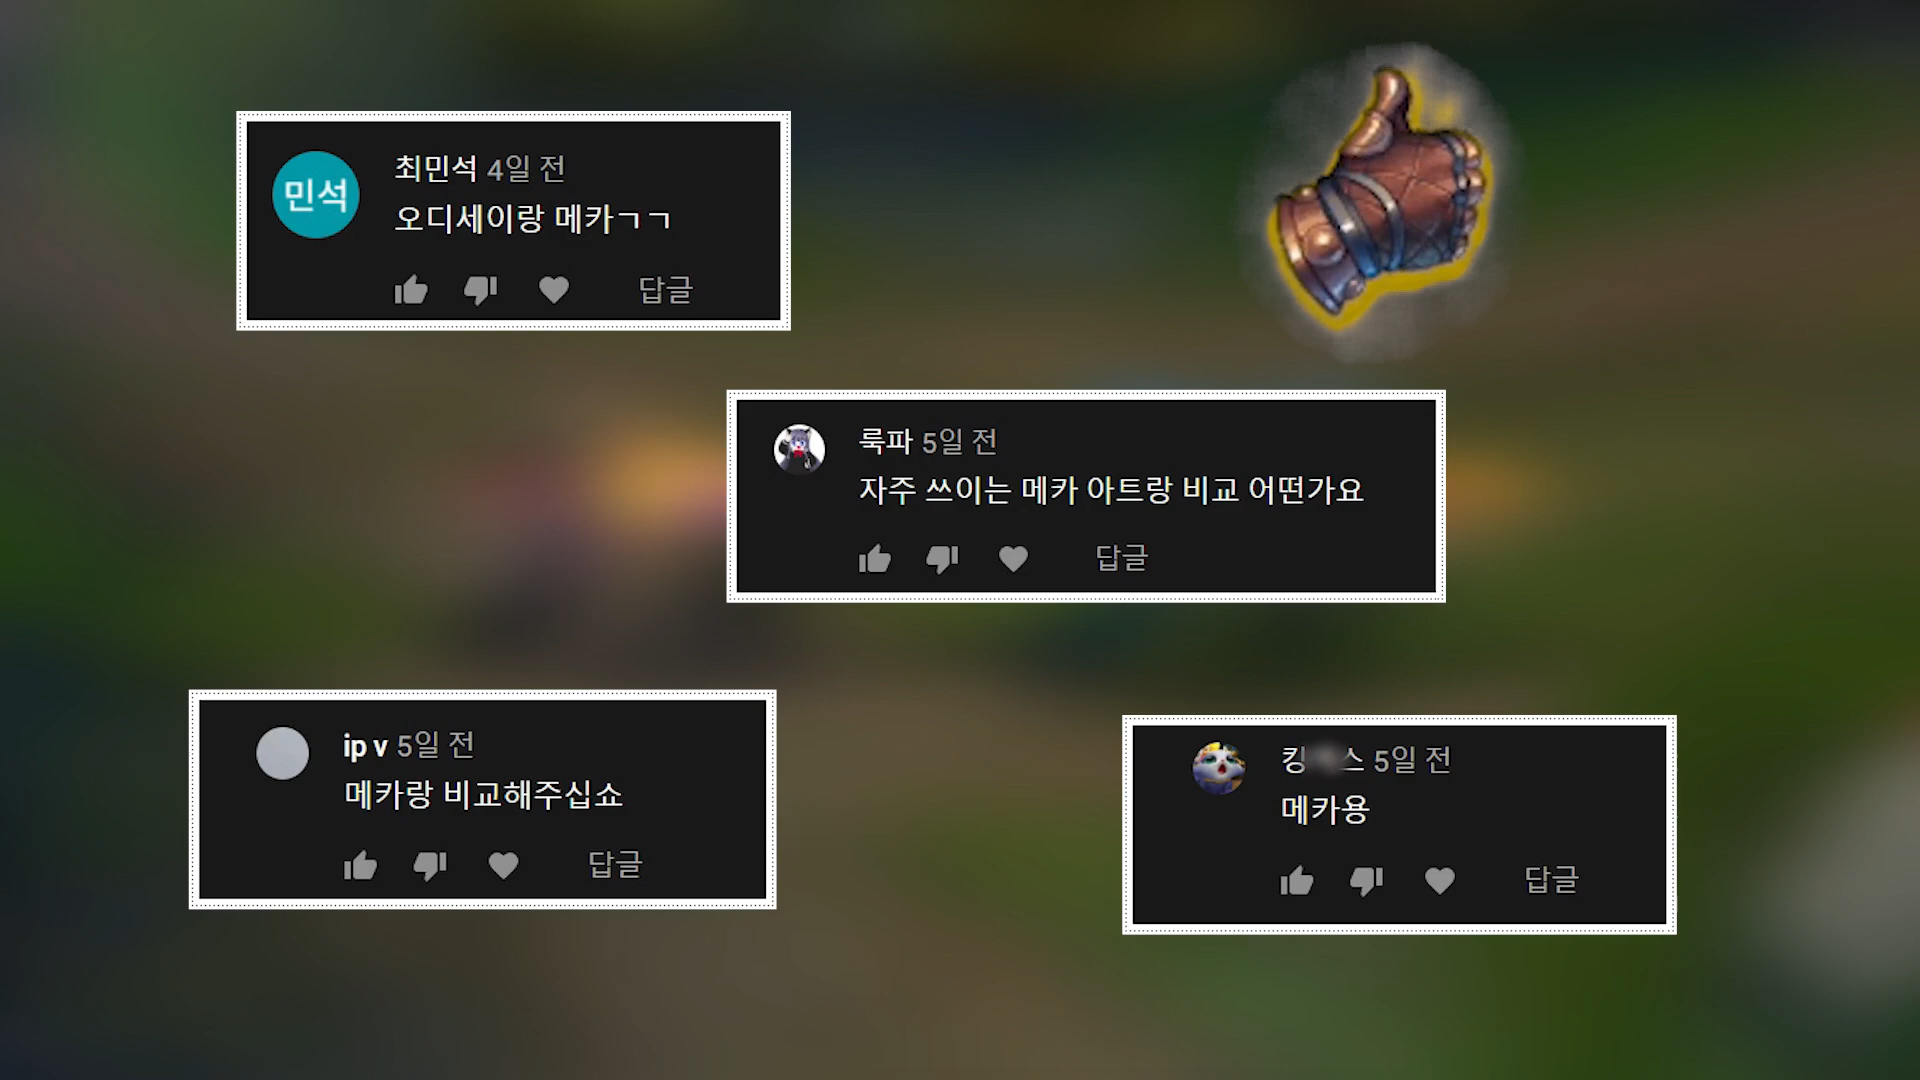 민석
최민석 4일 전
오디세이랑 메카ㄱㄱ
답글
룩파 5일 전
자주 쓰이는 메카 아트랑 비교 어떤가요
답글
ip v 5일 전
메카랑 비교해주십쇼
답글
5일 전
메카용
답글